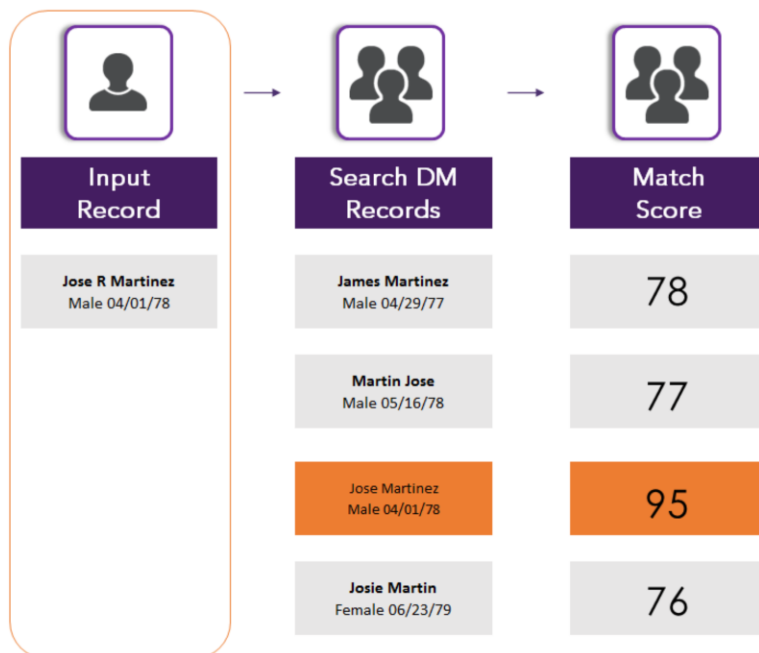 Input
Record
Search DM
Records
Match
Score
Jose R Martinez
Male 04/01/78
James Martinez
Male 04/29/77
78
Martin Jose
Male 05/16/78
77
Jose Martinez
Male 04/01/78
95
Josie Martin
Female 06/23/79
76